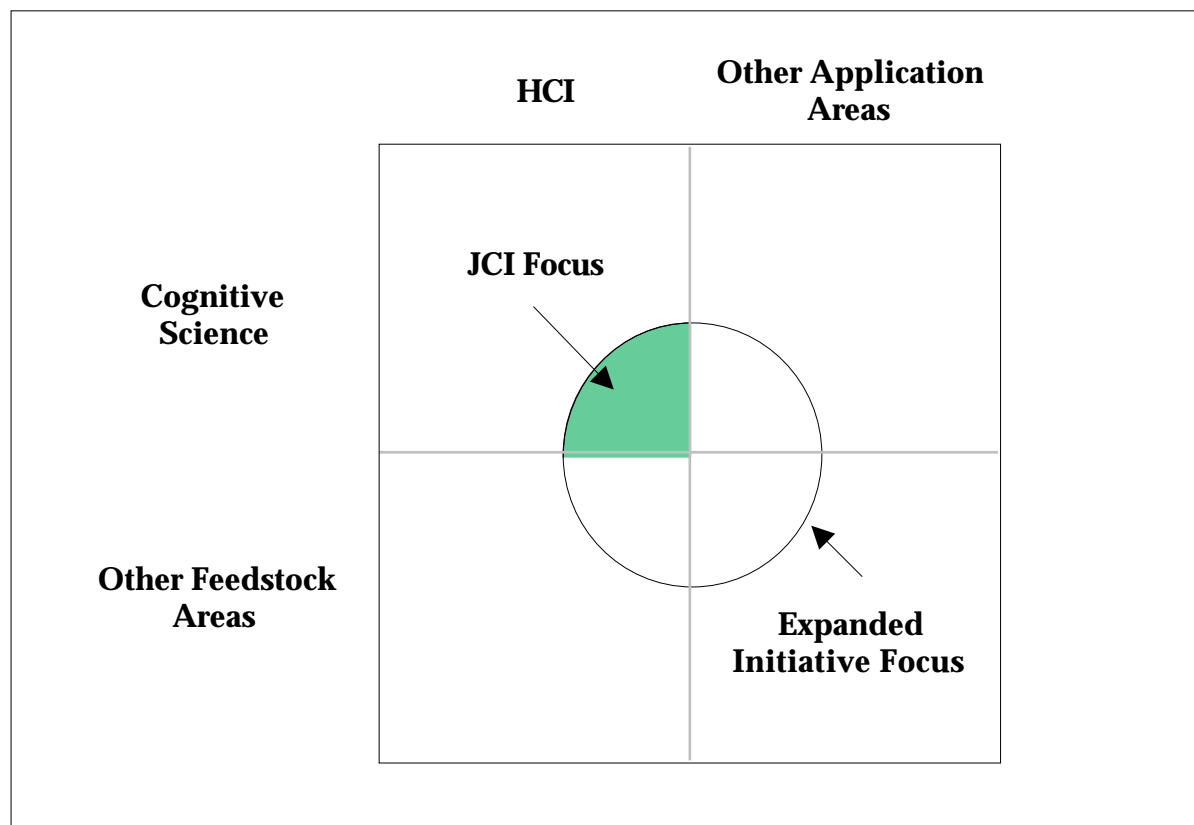 HCI
Other Application
Areas
JCI Focus
Cognitive
Science
Other Feedstock
Areas
Expanded
Initiative Focus